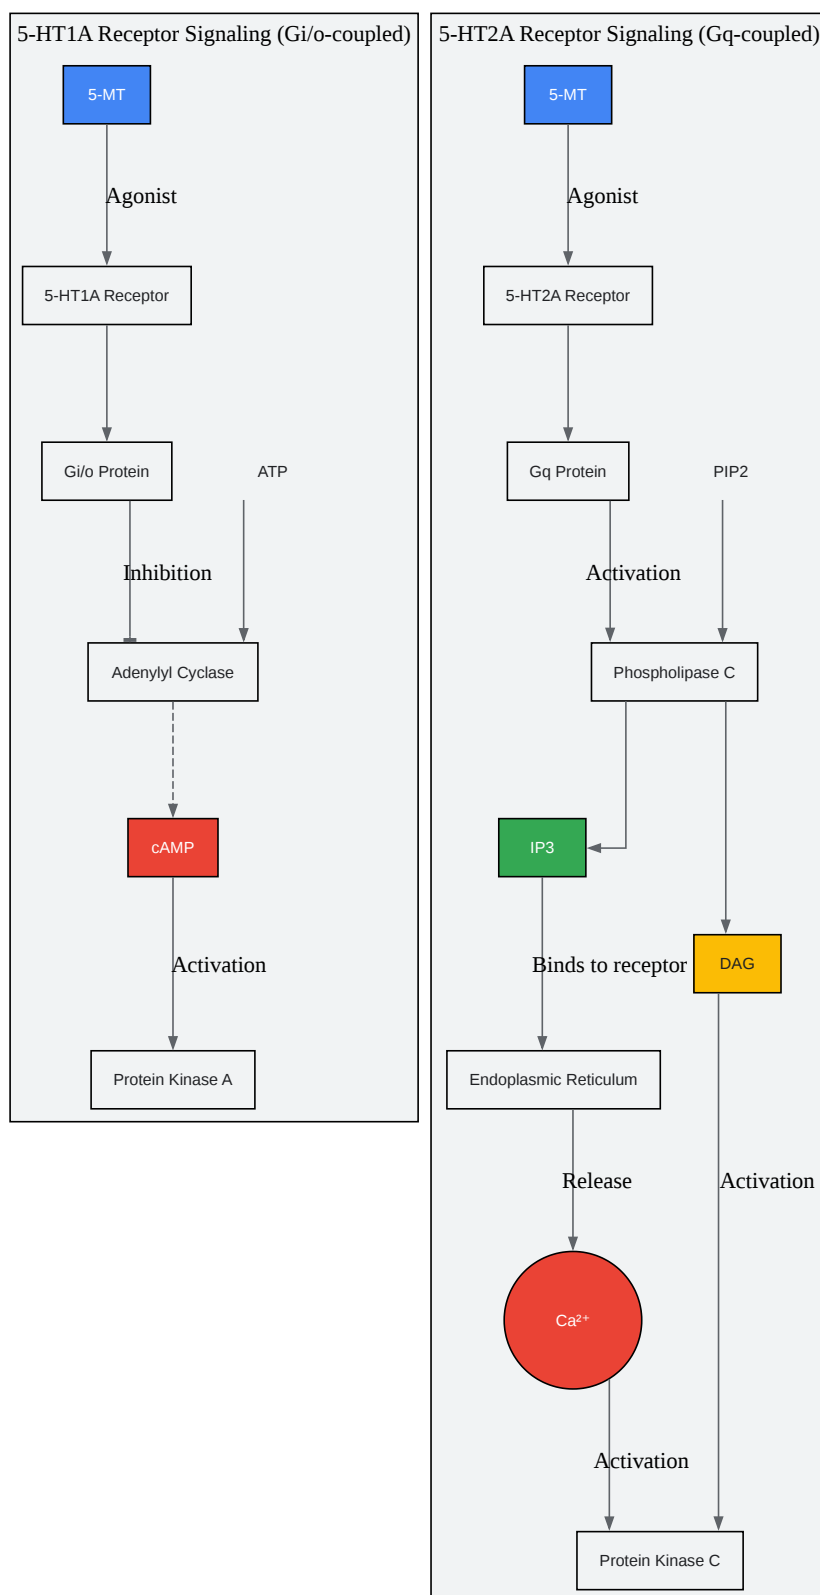 5-HT1A Receptor Signaling (Gi/o-coupled)
5-MT
Agonist
5-HT1A Receptor
Gi/o Protein
ATP
Inhibition
Adenylyl Cyclase
cAMP
Activation
Protein Kinase A
5-HT2A Receptor Signaling (Gq-coupled)
5-MT
Agonist
5-HT2A Receptor
Gq Protein
PIP2
Activation
Phospholipase C
IP3
Binds to receptor
DAG
Endoplasmic Reticulum
Release
Activation
Ca²⁺
Activation
Protein Kinase C